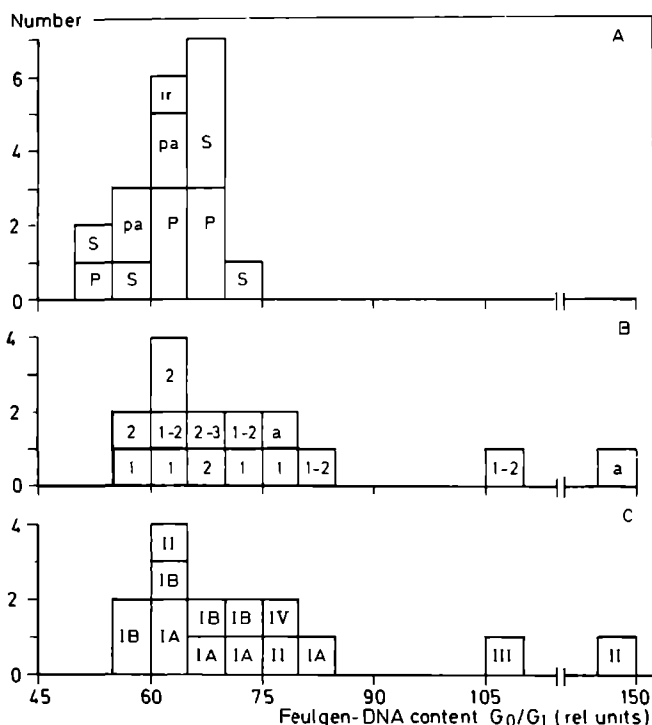 Number
A
6
4
2
0
ir
pa
S
S
pa
P
P
P
S
S
B
4
2
0
2
2
1-2
2-3
1-2
a
1
1
2
1
1
1-2
1-2
a
C
4
2
0
II
IB
IB
IA
IB
IB
IV
IA
IA
II
IA
III
II
45
60
75
90
105
150
Feulgen-DNA content G0/G1 (rel units)